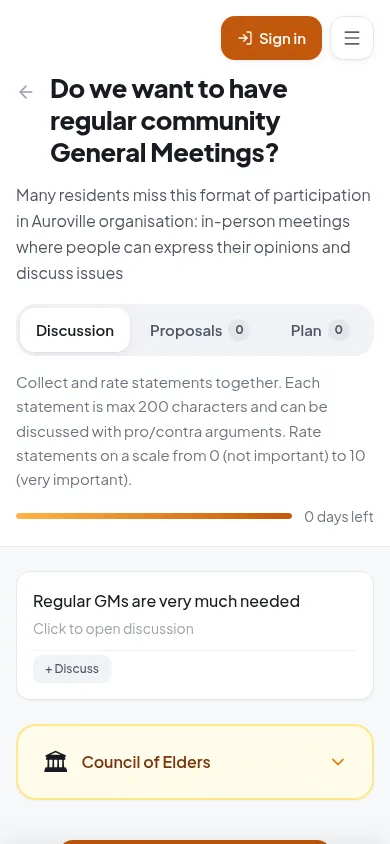 Sign in
Do we want to have
regular community
General Meetings?
Many residents miss this format of participation
in Auroville organisation: in-person meetings
where people can express their opinions and
discuss issues
Discussion
Proposals 0
Plan 0
Collect and rate statements together. Each
statement is max 200 characters and can be
discussed with pro/contra arguments. Rate
statements on a scale from 0 (not important) to 10
(very important).
0 days left
Regular GMs are very much needed
Click to open discussion
+ Discuss
Council of Elders